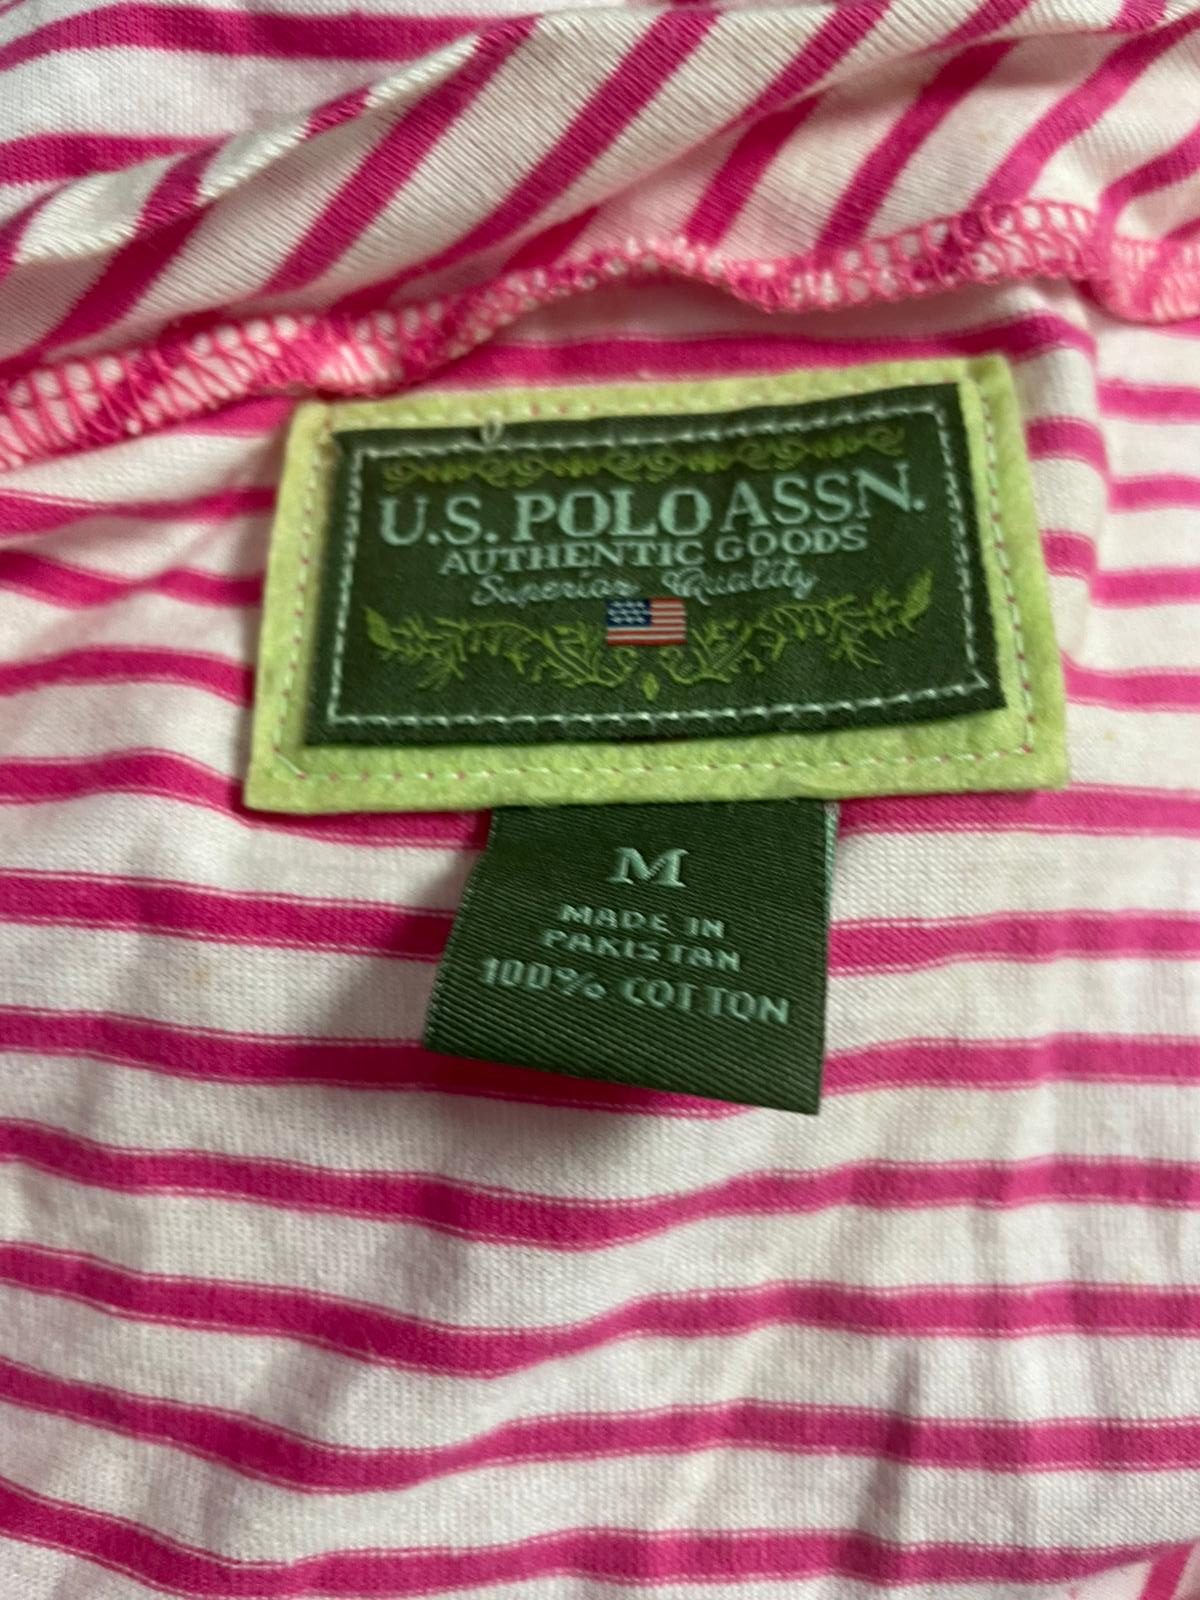 U.S. POLO ASSN.
AUTHENTIC GOODS
Superior Quality
M
MADE IN
PAKISTAN
100% COTTON